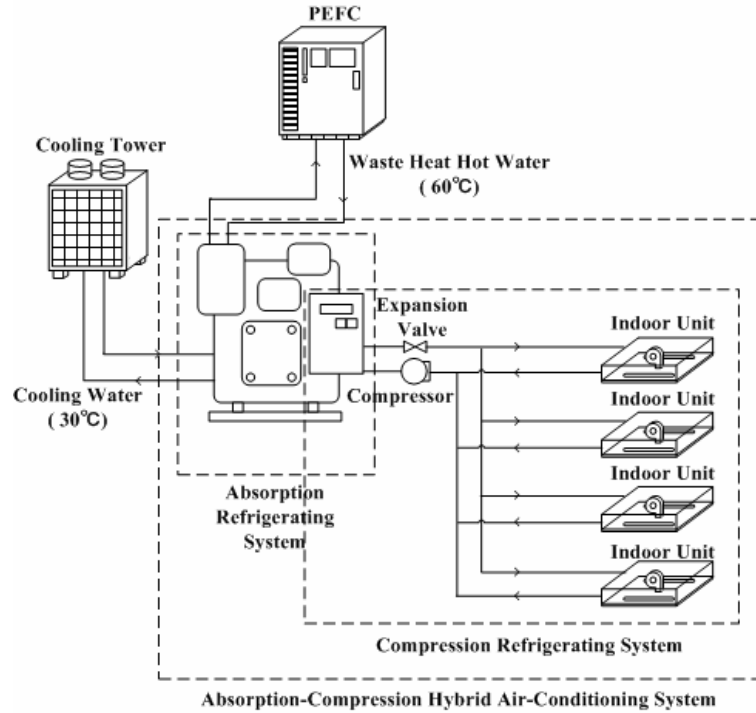 PEFC
Cooling Tower
Waste Heat Hot Water
( 60℃)
Expansion
Valve
Indoor Unit
Cooling Water
( 30℃)
Compressor
Indoor Unit
Absorption
Refrigerating
System
Indoor Unit
Indoor Unit
Compression Refrigerating System
Absorption-Compression Hybrid Air-Conditioning System